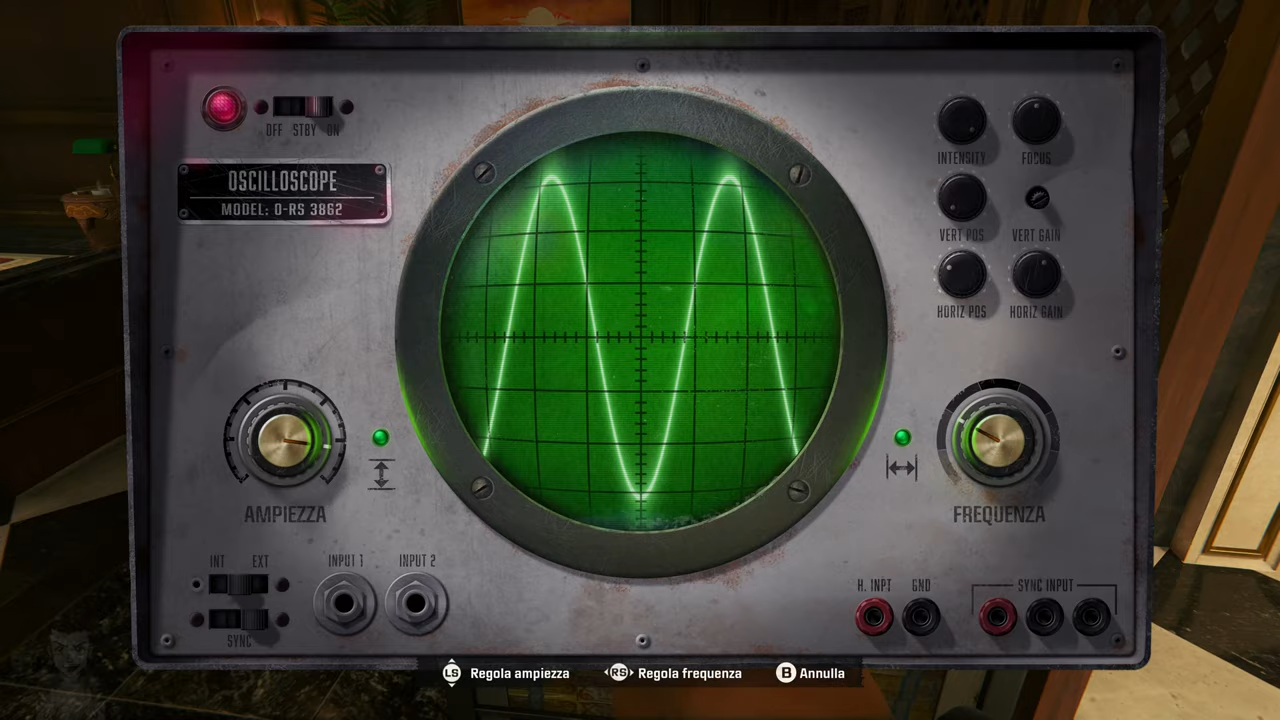 OFF STBY ON
OSCILLOSCOPE
MODEL: O-RS 3862
INTENSITY FOCUS
VERT POS VERT GAIN
HORIZ POS HORIZ GAIN
AMPIEZZA
FREQUENZA
INT EXT
SYNC
INPUT 1 INPUT 2
H. INPT GND
SYNC INPUT
LS Regola ampiezza RS Regola frequenza B Annulla